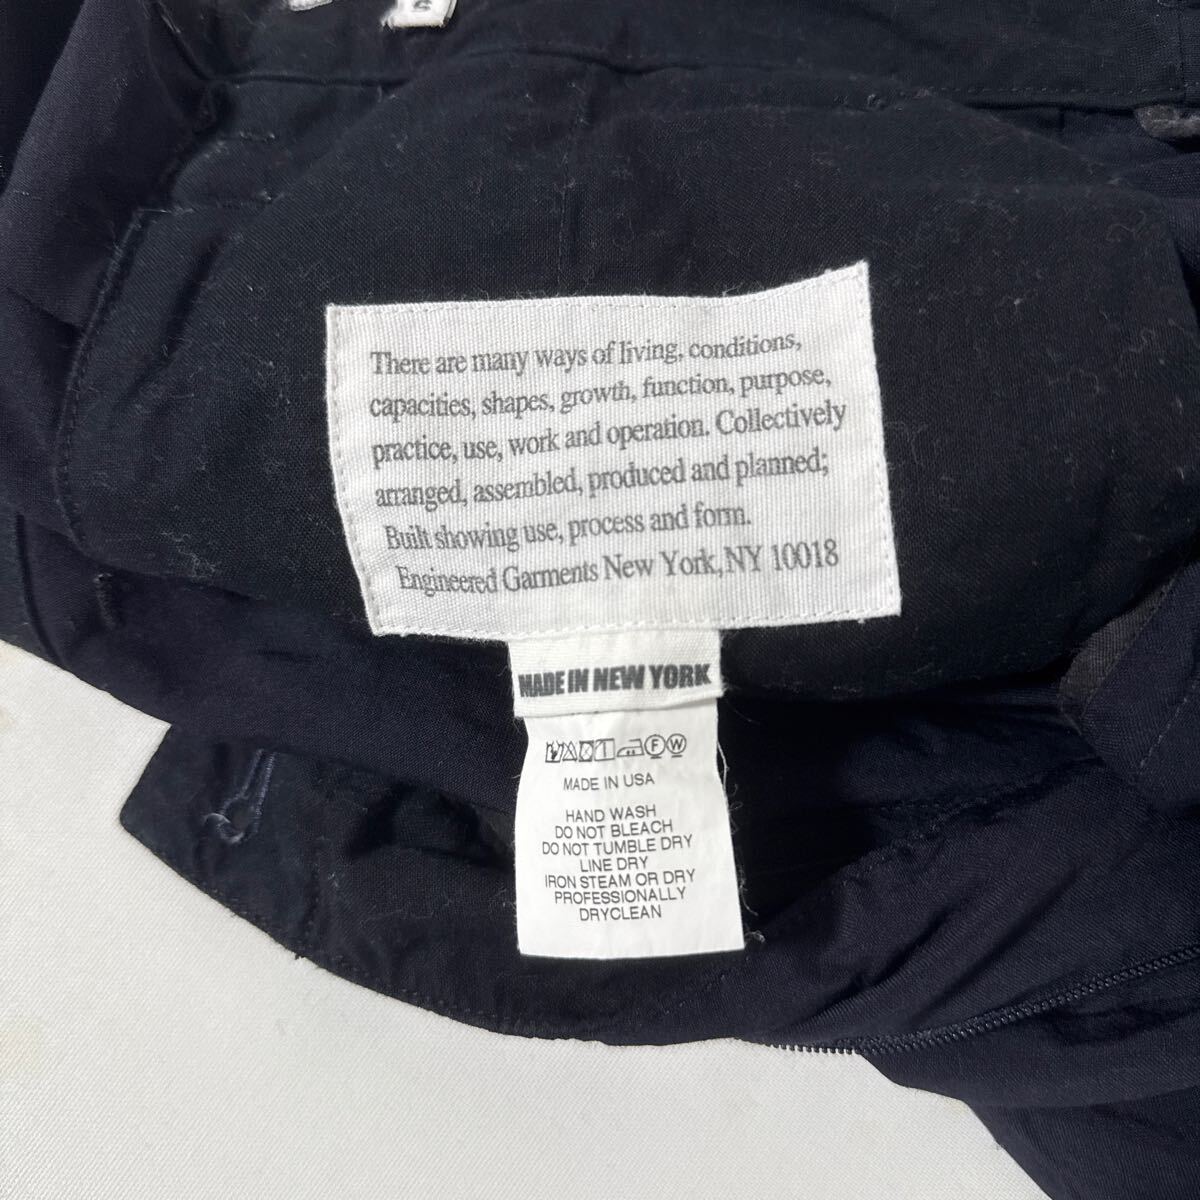 S
There are many ways of living, conditions,
capacities, shapes, growth, function, purpose,
practice, use, work and operation. Collectively
arranged, assembled, produced and planned;
Built showing use, process and form.
Engineered Garments New York, NY 10018
MADE IN NEW YORK
F W
MADE IN USA
HAND WASH
DO NOT BLEACH
DO NOT TUMBLE DRY
LINE DRY
IRON STEAM OR DRY
PROFESSIONALLY
DRYCLEAN